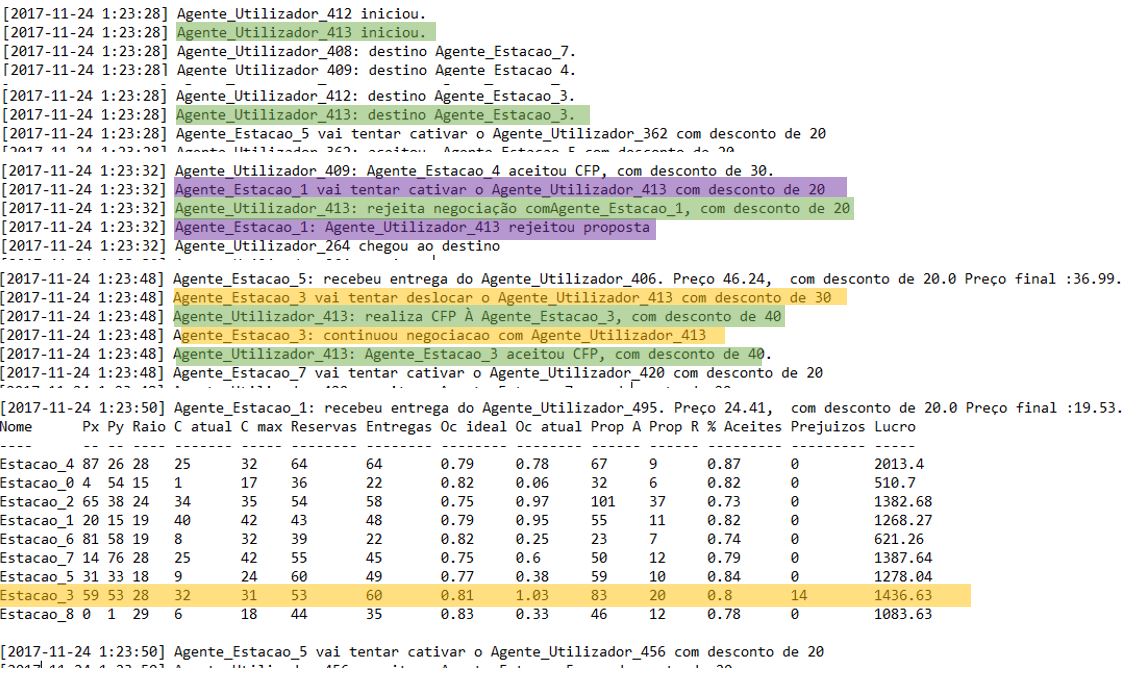 [2017-11-24 1:23:28] Agente_Utilizador_412 iniciou.
[2017-11-24 1:23:28] Agente_Utilizador_413 iniciou.
[2017-11-24 1:23:28] Agente_Utilizador_408: destino Agente_Estacao_7.
[2017-11-24 1:23:28] Agente_Utilizador_409: destino Agente_Estacao_4.
[2017-11-24 1:23:28] Agente_Utilizador_412: destino Agente_Estacao_3.
[2017-11-24 1:23:28] Agente_Utilizador_413: destino Agente_Estacao_3.
[2017-11-24 1:23:28] Agente_Estacao_5 vai tentar cativar o Agente_Utilizador_362 com desconto de 20
[2017-11-24 1:23:32] Agente_Utilizador_409: Agente_Estacao_4 aceitou CFP, com desconto de 30.
[2017-11-24 1:23:32] Agente_Estacao_1 vai tentar cativar o Agente_Utilizador_413 com desconto de 20
[2017-11-24 1:23:32] Agente_Utilizador_413: rejeita negociação comAgente_Estacao_1, com desconto de 20
[2017-11-24 1:23:32] Agente_Estacao_1: Agente_Utilizador_413 rejeitou proposta
[2017-11-24 1:23:32] Agente_Utilizador_264 chegou ao destino
[2017-11-24 1:23:48] Agente_Estacao_5: recebeu entrega do Agente_Utilizador_406. Preço 46.24,  com desconto de 20.0 Preço final :36.99.
[2017-11-24 1:23:48] Agente_Estacao_3 vai tentar deslocar o Agente_Utilizador_413 com desconto de 30
[2017-11-24 1:23:48] Agente_Utilizador_413: realiza CFP À Agente_Estacao_3, com desconto de 40
[2017-11-24 1:23:48] Agente_Estacao_3: continuou negociacao com Agente_Utilizador_413
[2017-11-24 1:23:48] Agente_Utilizador_413: Agente_Estacao_3 aceitou CFP, com desconto de 40.
[2017-11-24 1:23:48] Agente_Estacao_7 vai tentar cativar o Agente_Utilizador_420 com desconto de 20
[2017-11-24 1:23:50] Agente_Estacao_1: recebeu entrega do Agente_Utilizador_495. Preço 24.41,  com desconto de 20.0 Preço final :19.53.
Nome Px Py Raio C atual C max Reservas Entregas Oc ideal Oc atual Prop A Prop R % Aceites Prejuizos Lucro
---- -- -- ---- ------- ----- -------- -------- -------- -------- ------ ------ --------- --------- -----
Estacao_4 87 26 28 25 32 64 64 0.79 0.78 67 9 0.87 0 2013.4
Estacao_0 4 54 15 1 17 36 22 0.82 0.06 32 6 0.82 0 510.7
Estacao_2 65 38 24 34 35 54 58 0.75 0.97 101 37 0.73 0 1382.68
Estacao_1 20 15 19 40 42 43 48 0.79 0.95 55 11 0.82 0 1268.27
Estacao_6 81 58 19 8 32 39 22 0.82 0.25 23 7 0.74 0 621.26
Estacao_7 14 76 28 25 42 55 45 0.75 0.6 50 12 0.79 0 1387.64
Estacao_5 31 33 18 9 24 60 49 0.77 0.38 59 10 0.84 0 1278.04
Estacao_3 59 53 28 32 31 53 60 0.81 1.03 83 20 0.8 14 1436.63
Estacao_8 0 1 29 6 18 44 35 0.83 0.33 46 12 0.78 0 1083.63
[2017-11-24 1:23:50] Agente_Estacao_5 vai tentar cativar o Agente_Utilizador_456 com desconto de 20